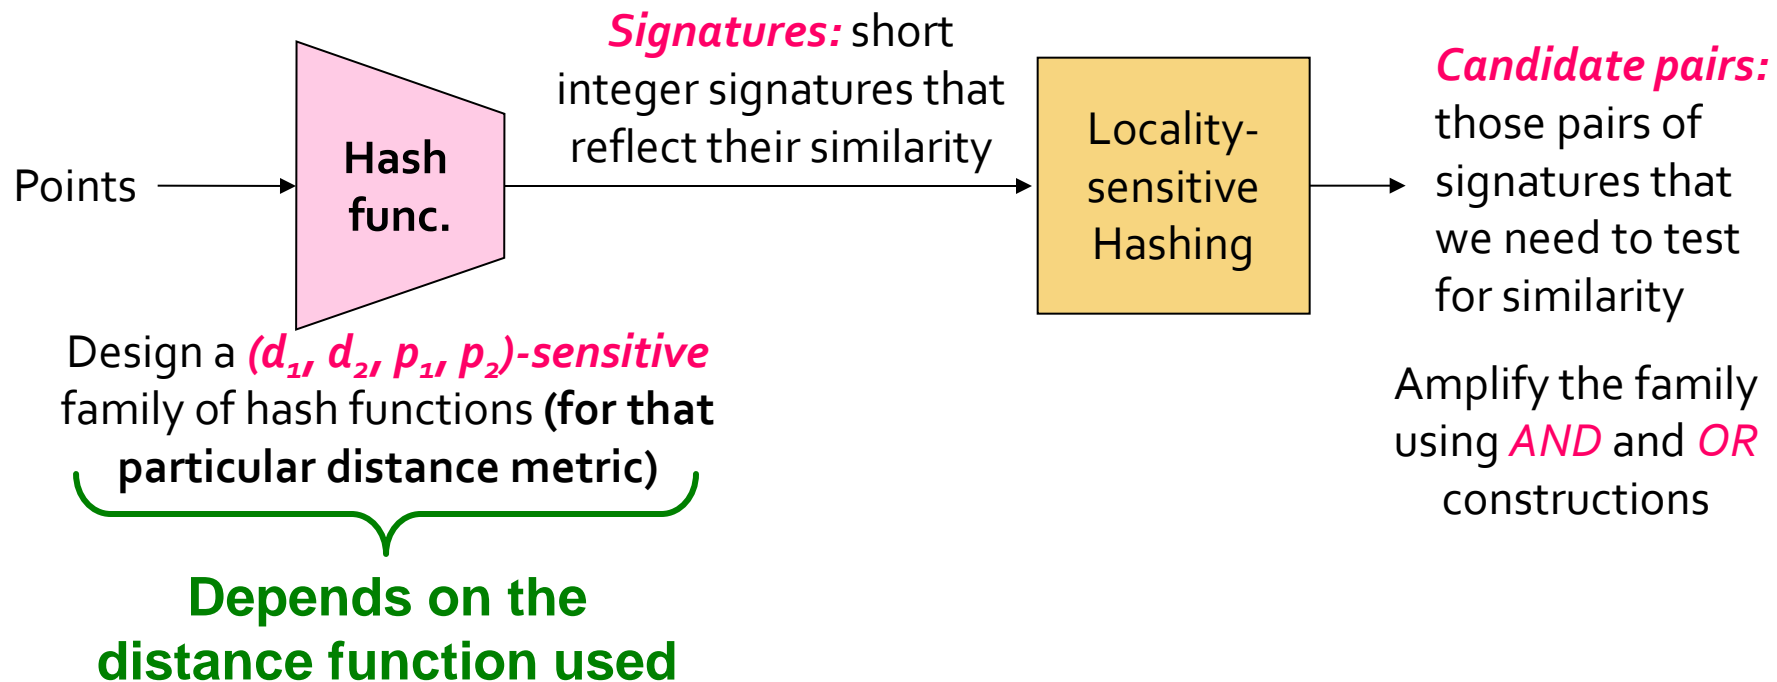 Points
Hash
func.
Signatures: short
integer signatures that
reflect their similarity
Locality-
sensitive
Hashing
Candidate pairs:
those pairs of
signatures that
we need to test
for similarity
Design a (d₁, d₂, p₁, p₂)-sensitive
family of hash functions (for that
particular distance metric)
Amplify the family
using AND and OR
constructions
Depends on the
distance function used